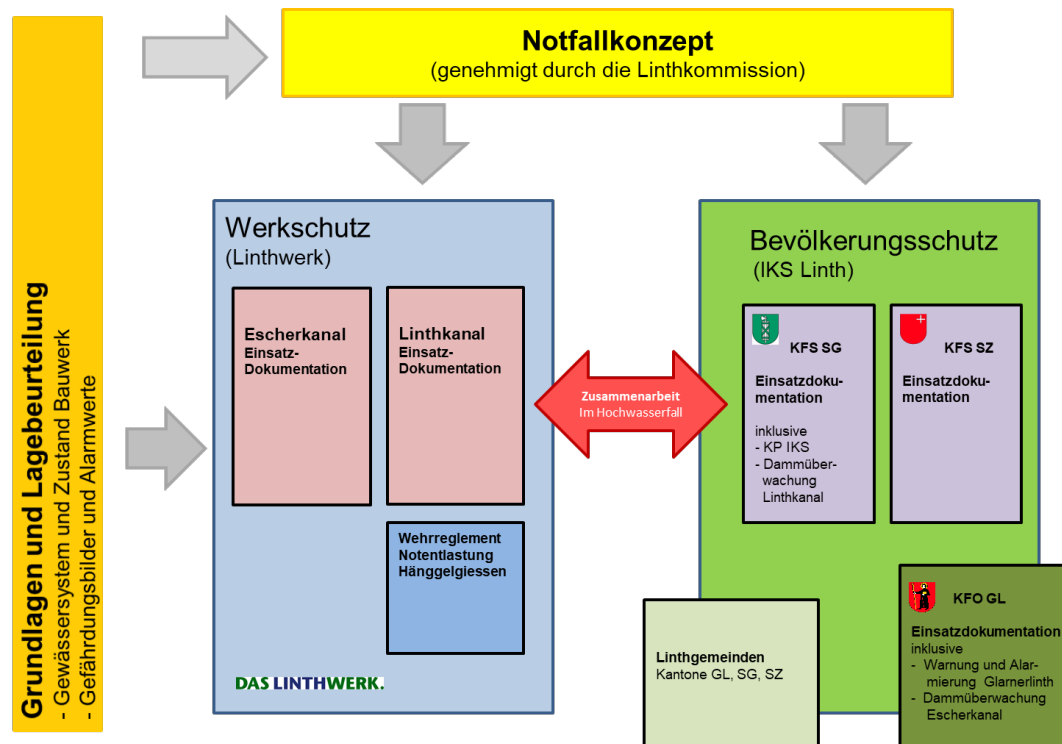 Grundlagen und Lagebeurteilung
- Gewässersystem und Zustand Bauwerk
- Gefährdungsbilder und Alarmwerte
Notfallkonzept
(genehmigt durch die Linthkommission)
Werkschutz
(Linthwerk)
Escherkanal
Einsatz-
Dokumentation
Linthkanal
Einsatz-
Dokumentation
Wehrreglement
Notentlastung
Hänggelgiessen
DAS LINTHWERK.
Zusammenarbeit
Im Hochwasserfall
Bevölkerungsschutz
(IKS Linth)
KFS SG
Einsatzdoku-
mentation
inklusive
- KP IKS
- Dammüber-
wachung
Linthkanal
KFS SZ
Einsatzdoku-
mentation
Linthgemeinden
Kantone GL, SG, SZ
KFO GL
Einsatzdokumentation
inklusive
- Warnung und Alar-
mierung Glarnerlinth
- Dammüberwachung
Escherkanal